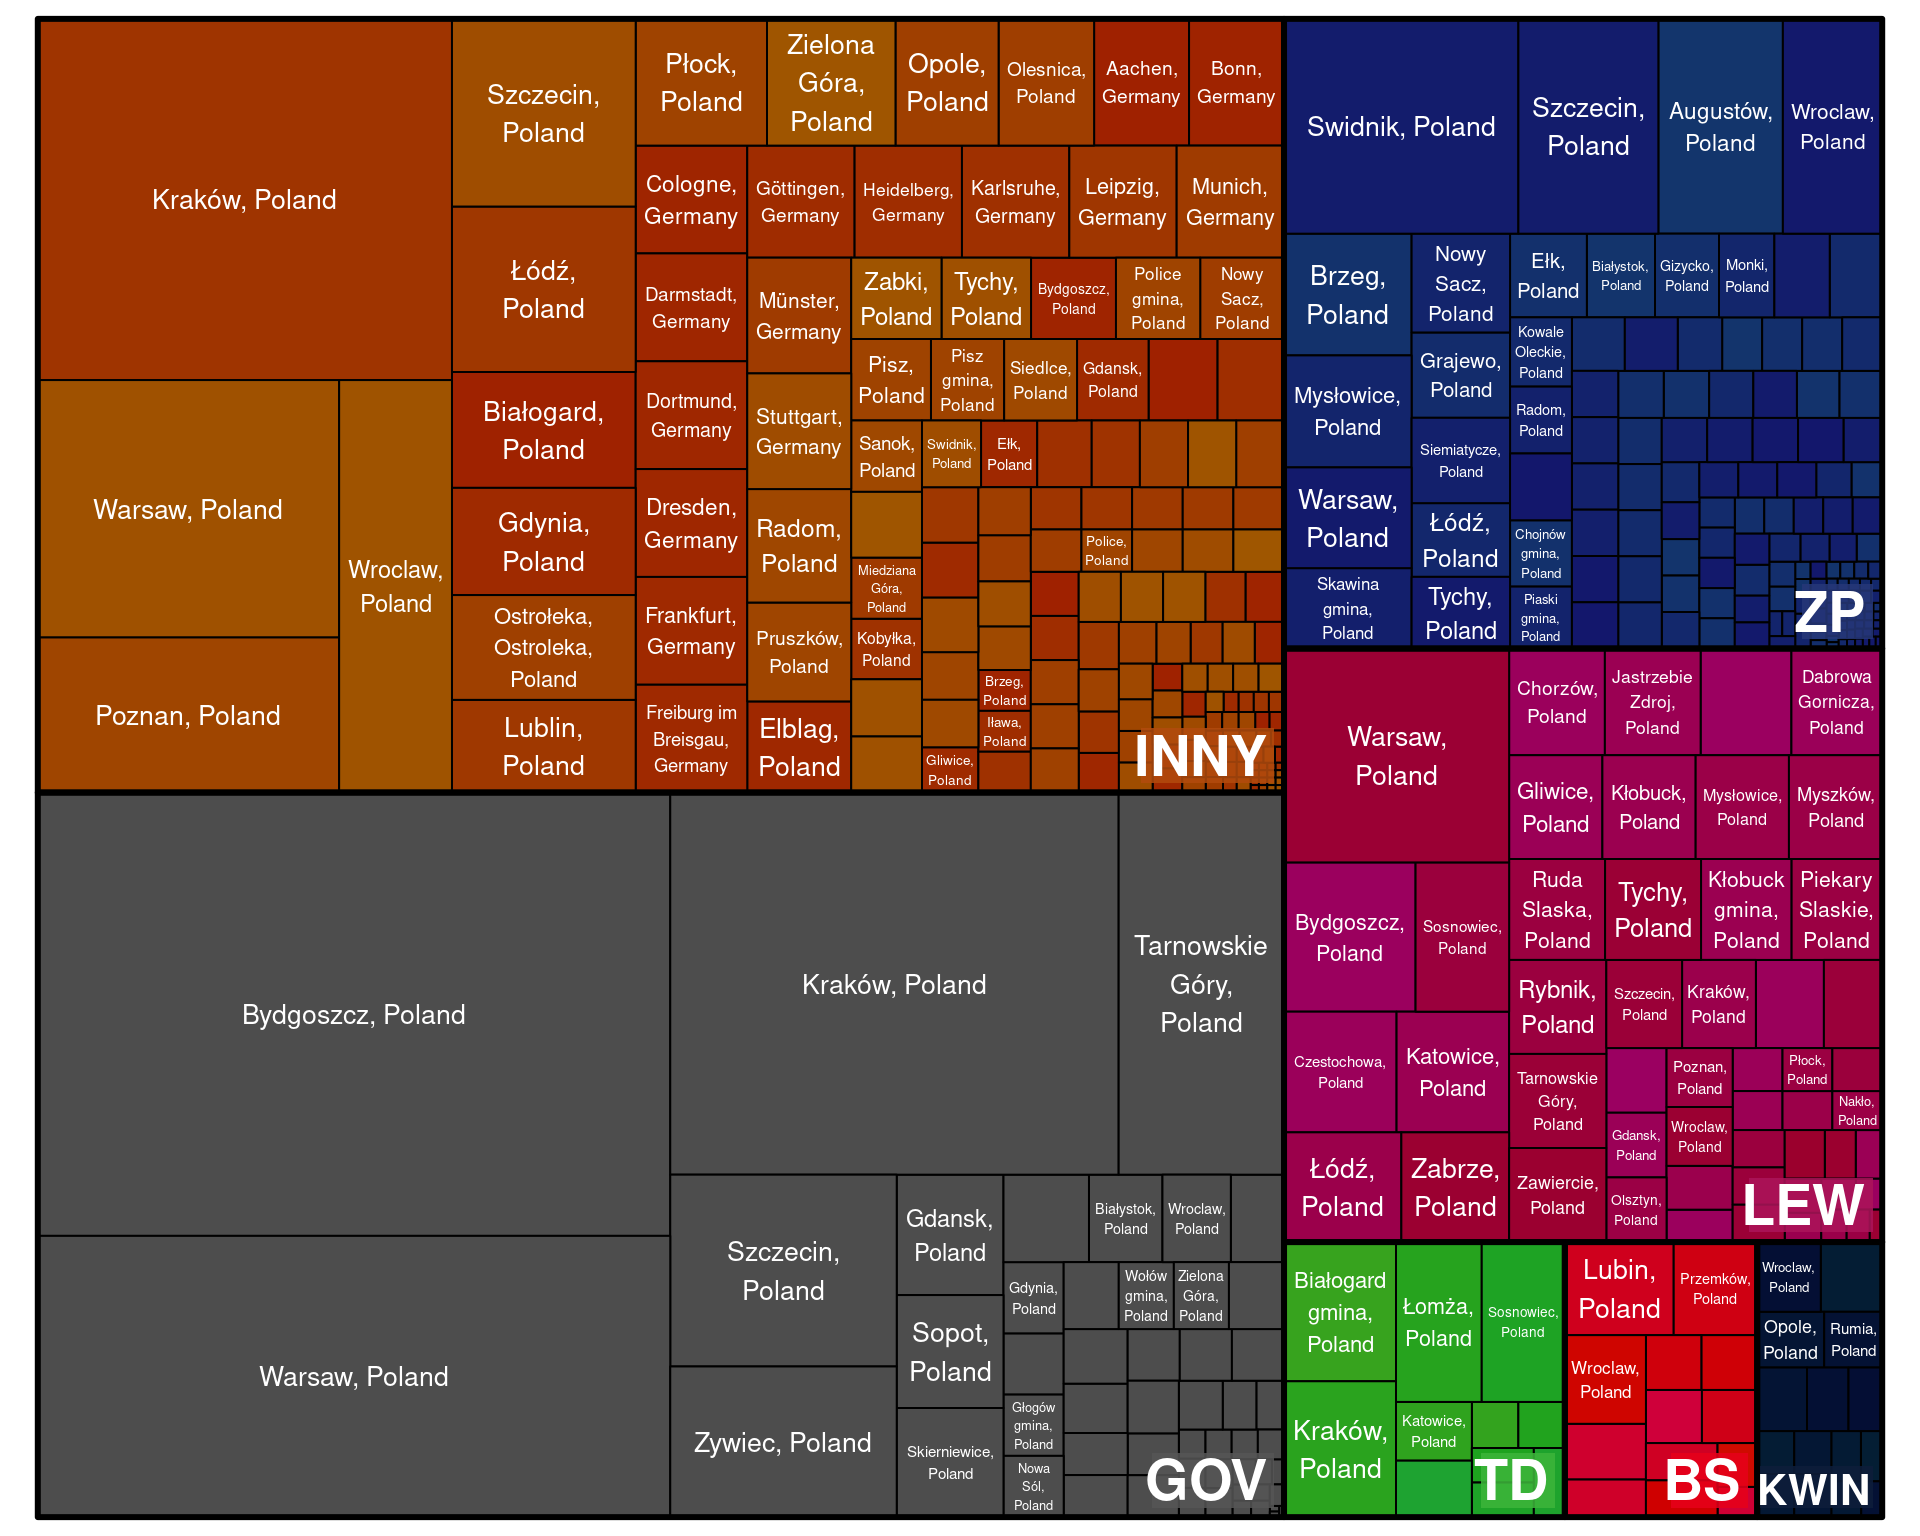 Kraków, Poland
Warsaw, Poland
Poznan, Poland
Wroclaw,
Poland
Szczecin,
Poland
Łódź,
Poland
Białogard,
Poland
Gdynia,
Poland
Ostrołeka,
Ostroleka,
Poland
Lublin,
Poland
Płock,
Poland
Zielona
Góra,
Poland
Opole,
Poland
Olesnica,
Poland
Aachen,
Germany
Bonn,
Germany
Cologne,
Germany
Göttingen,
Germany
Heidelberg,
Germany
Karlsruhe,
Germany
Leipzig,
Germany
Munich,
Germany
Darmstadt,
Germany
Dortmund,
Germany
Dresden,
Germany
Frankfurt,
Germany
Freiburg im
Breisgau,
Germany
Münster,
Germany
Stuttgart,
Germany
Radom,
Poland
Pruszków,
Poland
Elblag,
Poland
Zabki,
Poland
Tychy,
Poland
Bydgoszcz,
Poland
Police
gmina,
Poland
Nowy
Sacz,
Poland
Pisz,
Poland
Pisz
gmina,
Poland
Siedlce,
Poland
Gdansk,
Poland
Sanok,
Poland
Swidnik,
Poland
Ełk,
Poland
Miedziana
Góra,
Poland
Kobyłka,
Poland
Police,
Poland
Brzeg,
Poland
Iława,
Poland
Gliwice,
Poland
INNY
Bydgoszcz, Poland
Warsaw, Poland
Kraków, Poland
Tarnowskie
Góry,
Poland
Szczecin,
Poland
Zywiec, Poland
Gdansk,
Poland
Sopot,
Poland
Skierniewice,
Poland
Białystok,
Poland
Wroclaw,
Poland
Gdynia,
Poland
Wołów
gmina,
Poland
Zielona
Góra,
Poland
Głogów
gmina,
Poland
Nowa
Sól,
Poland
GOV
Swidnik, Poland
Szczecin,
Poland
Augustów,
Poland
Wroclaw,
Poland
Brzeg,
Poland
Mysłowice,
Poland
Warsaw,
Poland
Skawina
gmina,
Poland
Nowy
Sacz,
Poland
Grajewo,
Poland
Siemiatycze,
Poland
Łódź,
Poland
Tychy,
Poland
Ełk,
Poland
Białystok,
Poland
Gizycko,
Poland
Monki,
Poland
Kowale
Oleckie,
Poland
Radom,
Poland
Chojnów
gmina,
Poland
Piaski
gmina,
Poland
ZP
Warsaw,
Poland
Bydgoszcz,
Poland
Sosnowiec,
Poland
Czestochowa,
Poland
Katowice,
Poland
Łódź,
Poland
Zabrze,
Poland
Chorzów,
Poland
Jastrzebie
Zdroj,
Poland
Dabrowa
Gornicza,
Poland
Gliwice,
Poland
Kłobuck,
Poland
Mysłowice,
Poland
Myszków,
Poland
Ruda
Slaska,
Poland
Tychy,
Poland
Kłobuck
gmina,
Poland
Piekary
Slaskie,
Poland
Rybnik,
Poland
Tarnowskie
Góry,
Poland
Zawiercie,
Poland
Szczecin,
Poland
Kraków,
Poland
Gdansk,
Poland
Olsztyn,
Poland
Poznan,
Poland
Wroclaw,
Poland
Płock,
Poland
Nakło,
Poland
LEW
Białogard
gmina,
Poland
Kraków,
Poland
Łomża,
Poland
Sosnowiec,
Poland
Katowice,
Poland
TD
Lubin,
Poland
Przemków,
Poland
Wroclaw,
Poland
BS
Wroclaw,
Poland
Opole,
Poland
Rumia,
Poland
KWIN